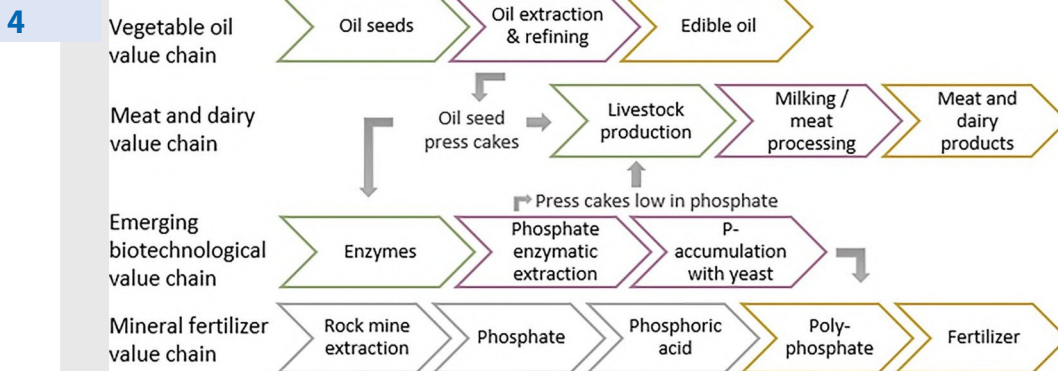 4
Vegetable oil
value chain
Oil seeds
Oil extraction
& refining
Edible oil
Meat and dairy
value chain
Oil seed
press cakes
Livestock
production
Milking /
meat
processing
Meat and
dairy
products
Press cakes low in phosphate
Emerging
biotechnological
value chain
Enzymes
Phosphate
enzymatic
extraction
P-
accumulation
with yeast
Mineral fertilizer
value chain
Rock mine
extraction
Phosphate
Phosphoric
acid
Poly-
phosphate
Fertilizer